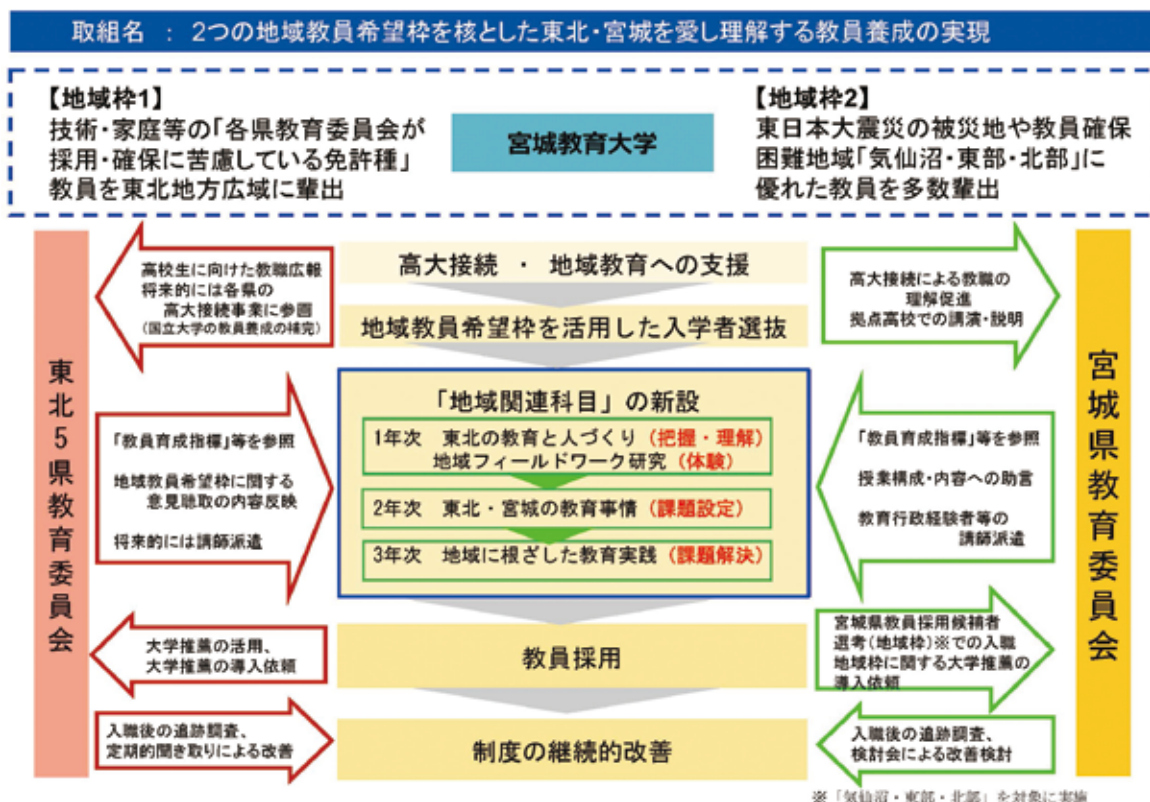 取組名 : 2つの地域教員希望枠を核とした東北・宮城を愛し理解する教員養成の実現
【地域枠1】
技術・家庭等の「各県教育委員会が
採用・確保に苦慮している免許種」
教員を東北地方広域に輩出
宮城教育大学
【地域枠2】
東日本大震災の被災地や教員確保
困難地域「気仙沼・東部・北部」に
優れた教員を多数輩出
東北5県教育委員会
高校生に向けた教職広報
将来的には各県の
高大接続事業に参画
(国立大学の教員養成の補完)
高大接続 ・ 地域教育への支援
地域教員希望枠を活用した入学者選抜
高大接続による教職の
理解促進
拠点高校での講演・説明
宮城県教育委員会
「教員育成指標」等を参照
地域教員希望枠に関する
意見聴取の内容反映
将来的には講師派遣
「地域関連科目」の新設
1年次 東北の教育と人づくり(把握・理解)
地域フィールドワーク研究(体験)
2年次 東北・宮城の教育事情(課題設定)
3年次 地域に根ざした教育実践(課題解決)
「教員育成指標」等を参照
授業構成・内容への助言
教育行政経験者等の
講師派遣
大学推薦の活用、
大学推薦の導入依頼
教員採用
宮城県教員採用候補者
選考(地域枠)※での入職
地域枠に関する大学推薦の
導入依頼
入職後の追跡調査、
定期的聞き取りによる改善
制度の継続的改善
入職後の追跡調査、
検討会による改善検討
※「気仙沼・東部・北部」を対象に実施